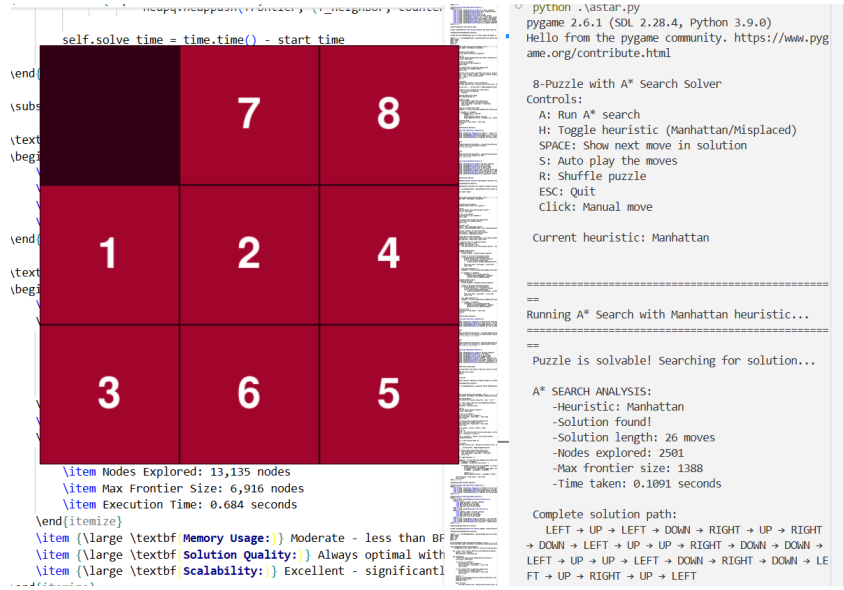 heapq.heappush(frontier, (f_neighbor, counter
self.solve_time = time.time() - start_time
\end{
\subs
\text
\begi
\end{
\text
\begi
7 8
1 2 4
3 6 5
\item Nodes Explored: 13,135 nodes
\item Max Frontier Size: 6,916 nodes
\item Execution Time: 0.684 seconds
\end{itemize}
\item {\large \textbf{Memory Usage:}} Moderate - less than BF
\item {\large \textbf{Solution Quality:}} Always optimal with
\item {\large \textbf{Scalability:}} Excellent - significantl
\end{itemize}
python .\astar.py
pygame 2.6.1 (SDL 2.28.4, Python 3.9.0)
Hello from the pygame community. https://www.pyg
ame.org/contribute.html
8-Puzzle with A* Search Solver
Controls:
A: Run A* search
H: Toggle heuristic (Manhattan/Misplaced)
SPACE: Show next move in solution
S: Auto play the moves
R: Shuffle puzzle
ESC: Quit
Click: Manual move
Current heuristic: Manhattan
================================================
==
Running A* Search with Manhattan heuristic...
================================================
==
Puzzle is solvable! Searching for solution...
A* SEARCH ANALYSIS:
-Heuristic: Manhattan
-Solution found!
-Solution length: 26 moves
-Nodes explored: 2501
-Max frontier size: 1388
-Time taken: 0.1091 seconds
Complete solution path:
LEFT → UP → LEFT → DOWN → RIGHT → UP → RIGHT
→ DOWN → LEFT → UP → UP → RIGHT → DOWN → DOWN →
LEFT → UP → UP → LEFT → DOWN → RIGHT → DOWN → LE
FT → UP → RIGHT → UP → LEFT